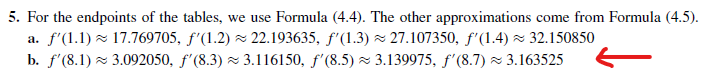 5. For the endpoints of the tables, we use Formula (4.4). The other approximations come from Formula (4.5).
a. f′(1.1) ≈ 17.769705, f′(1.2) ≈ 22.193635, f′(1.3) ≈ 27.107350, f′(1.4) ≈ 32.150850
b. f′(8.1) ≈ 3.092050, f′(8.3) ≈ 3.116150, f′(8.5) ≈ 3.139975, f′(8.7) ≈ 3.163525